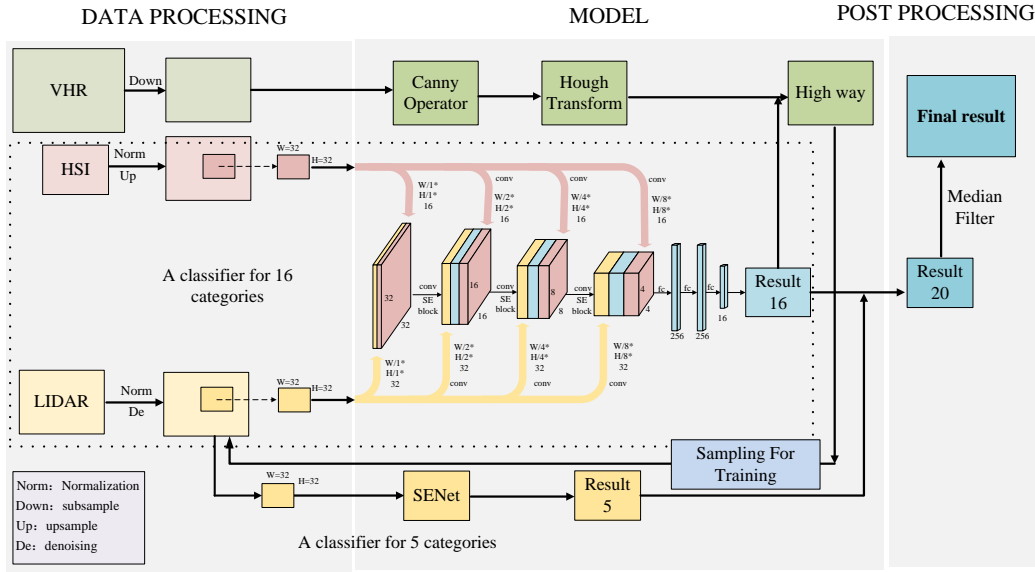 DATA PROCESSING
MODEL
POST PROCESSING
VHR
Down
Canny
Operator
Hough
Transform
High way
Final result
HSI
Norm
Up
W=32
H=32
conv
conv
conv
W/1*
H/1*
16
W/2*
H/2*
16
W/4*
H/4*
16
W/8*
H/8*
16
A classifier for 16
categories
32
32
conv
SE
block
16
16
conv
SE
block
8
8
conv
SE
block
4
4
fc
256
fc
256
fc
16
Result
16
Median
Filter
Result
20
W/1*
H/1*
32
W/2*
H/2*
32
W/4*
H/4*
32
W/8*
H/8*
32
conv
conv
conv
LIDAR
Norm
De
W=32
H=32
Sampling For
Training
W=32
H=32
SENet
Result
5
Norm：Normalization
Down：subsample
Up：upsample
De：denoising
A classifier for 5 categories